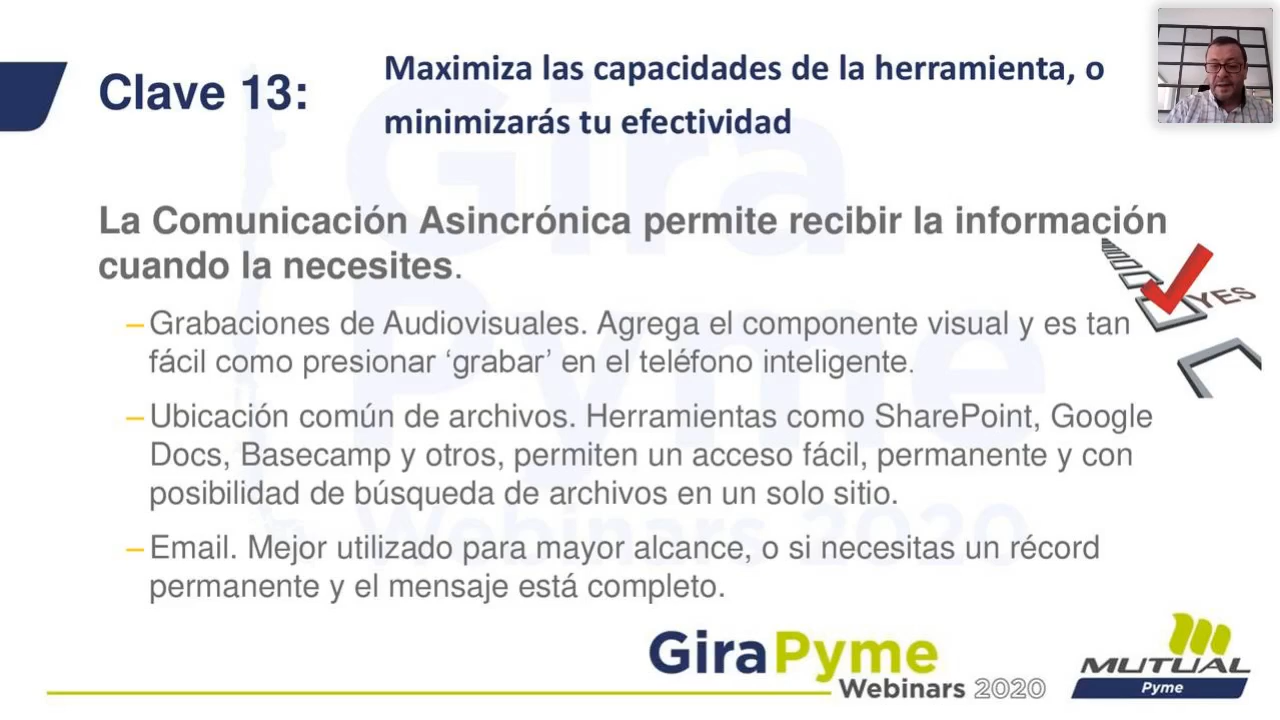 Clave 13:
Maximiza las capacidades de la herramienta, o
minimizarás tu efectividad
La Comunicación Asincrónica permite recibir la información
cuando la necesites.
– Grabaciones de Audiovisuales. Agrega el componente visual y es tan
fácil como presionar ‘grabar’ en el teléfono inteligente.
– Ubicación común de archivos. Herramientas como SharePoint, Google
Docs, Basecamp y otros, permiten un acceso fácil, permanente y con
posibilidad de búsqueda de archivos en un solo sitio.
– Email. Mejor utilizado para mayor alcance, o si necesitas un récord
permanente y el mensaje está completo.
YES
Gira
Pyme
Webinars 2020
GiraPyme
Webinars 2020
MUTUAL
Pyme